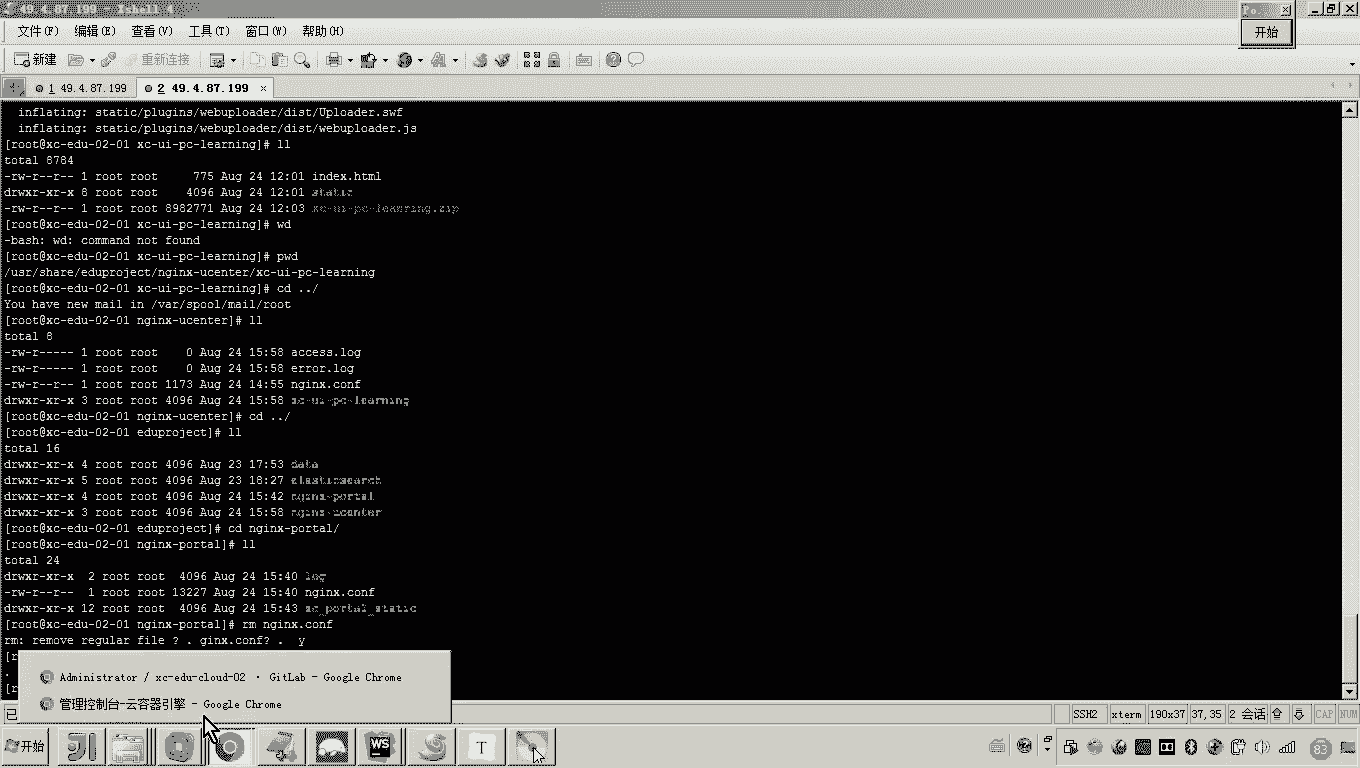 49.4.87.199 - Xshell 4
Po..
开始
文件(F) 编辑(E) 查看(V) 工具(T) 窗口(W) 帮助(H)
新建 重新连接
1 49.4.87.199 2 49.4.87.199
inflating: static/plugins/webuploader/dist/Uploader.swf
inflating: static/plugins/webuploader/dist/webuploader.js
[root@xc-edu-02-01 xc-ui-pc-learning]# ll
total 8784
-rw-r--r-- 1 root root 775 Aug 24 12:01 index.html
drwxr-xr-x 8 root root 4096 Aug 24 12:01 static
-rw-r--r-- 1 root root 8982771 Aug 24 12:03 xc-ui-pc-learning.zip
[root@xc-edu-02-01 xc-ui-pc-learning]# wd
-bash: wd: command not found
[root@xc-edu-02-01 xc-ui-pc-learning]# pwd
/usr/share/eduproject/nginx-ucenter/xc-ui-pc-learning
[root@xc-edu-02-01 xc-ui-pc-learning]# cd ../
You have new mail in /var/spool/mail/root
[root@xc-edu-02-01 nginx-ucenter]# ll
total 8
-rw-r----- 1 root root 0 Aug 24 15:58 access.log
-rw-r----- 1 root root 0 Aug 24 15:58 error.log
-rw-r--r-- 1 root root 1173 Aug 24 14:55 nginx.conf
drwxr-xr-x 3 root root 4096 Aug 24 15:58 xc-ui-pc-learning
[root@xc-edu-02-01 nginx-ucenter]# cd ../
[root@xc-edu-02-01 eduproject]# ll
total 16
drwxr-xr-x 4 root root 4096 Aug 23 17:53 data
drwxr-xr-x 5 root root 4096 Aug 23 18:27 elasticsearch
drwxr-xr-x 4 root root 4096 Aug 24 15:42 nginx-portal
drwxr-xr-x 3 root root 4096 Aug 24 15:58 nginx-ucenter
[root@xc-edu-02-01 eduproject]# cd nginx-portal/
[root@xc-edu-02-01 nginx-portal]# ll
total 24
drwxr-xr-x 2 root root 4096 Aug 24 15:40 log
-rw-r--r-- 1 root root 13227 Aug 24 15:40 nginx.conf
drwxr-xr-x 12 root root 4096 Aug 24 15:43 xc_portal_static
[root@xc-edu-02-01 nginx-portal]# rm nginx.conf
rm: remove regular file ? . ginx.conf? . y
[r
Administrator / xc-edu-cloud-02 · GitLab - Google Chrome
.
[r
管理控制台-云容器引擎 - Google Chrome
已 SSH2 xterm 190x37 37,35 2 会话 CAP NUM
开始 WS T 83